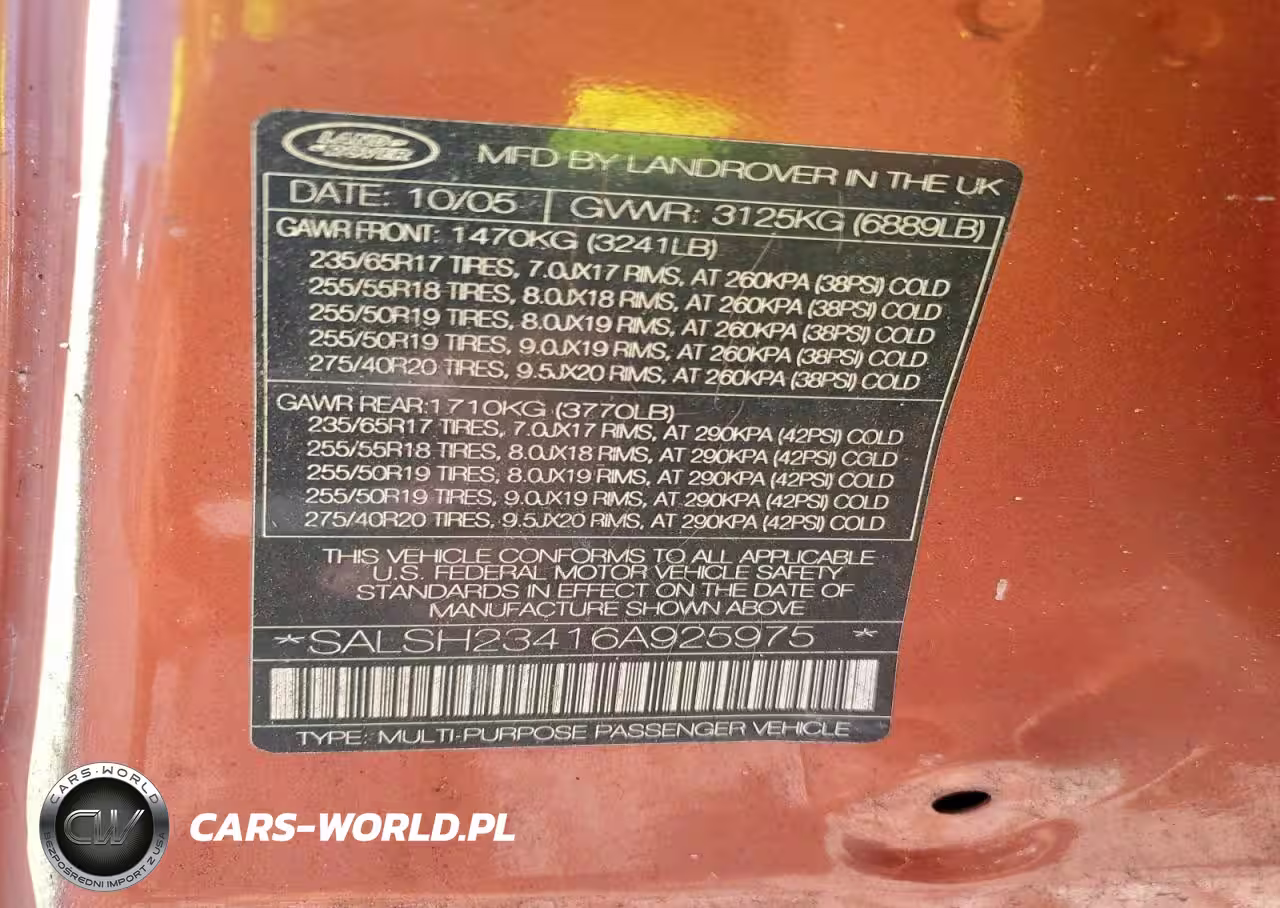 LAND ROVER
MFD BY LANDROVER IN THE UK
DATE: 10/05 GVWR: 3125KG (6889LB)
GAWR FRONT: 1470KG (3241LB)
235/65R17 TIRES, 7.0JX17 RIMS, AT 260KPA (38PSI) COLD
255/55R18 TIRES, 8.0JX18 RIMS, AT 260KPA (38PSI) COLD
255/50R19 TIRES, 8.0JX19 RIMS, AT 260KPA (38PSI) COLD
255/50R19 TIRES, 9.0JX19 RIMS, AT 260KPA (38PSI) COLD
275/40R20 TIRES, 9.5JX20 RIMS, AT 260KPA (38PSI) COLD
GAWR REAR:1710KG (3770LB)
235/65R17 TIRES, 7.0JX17 RIMS, AT 290KPA (42PSI) COLD
255/55R18 TIRES, 8.0JX18 RIMS, AT 290KPA (42PSI) COLD
255/50R19 TIRES, 8.0JX19 RIMS, AT 290KPA (42PSI) COLD
255/50R19 TIRES, 9.0JX19 RIMS, AT 290KPA (42PSI) COLD
275/40R20 TIRES, 9.5JX20 RIMS, AT 290KPA (42PSI) COLD
THIS VEHICLE CONFORMS TO ALL APPLICABLE
U.S. FEDERAL MOTOR VEHICLE SAFETY
STANDARDS IN EFFECT ON THE DATE OF
MANUFACTURE SHOWN ABOVE
*SALSH23416A925975 *
TYPE: MULTI-PURPOSE PASSENGER VEHICLE
CARS-WORLD
CW
BEZPOŚREDNI IMPORT Z USA
CARS-WORLD.PL